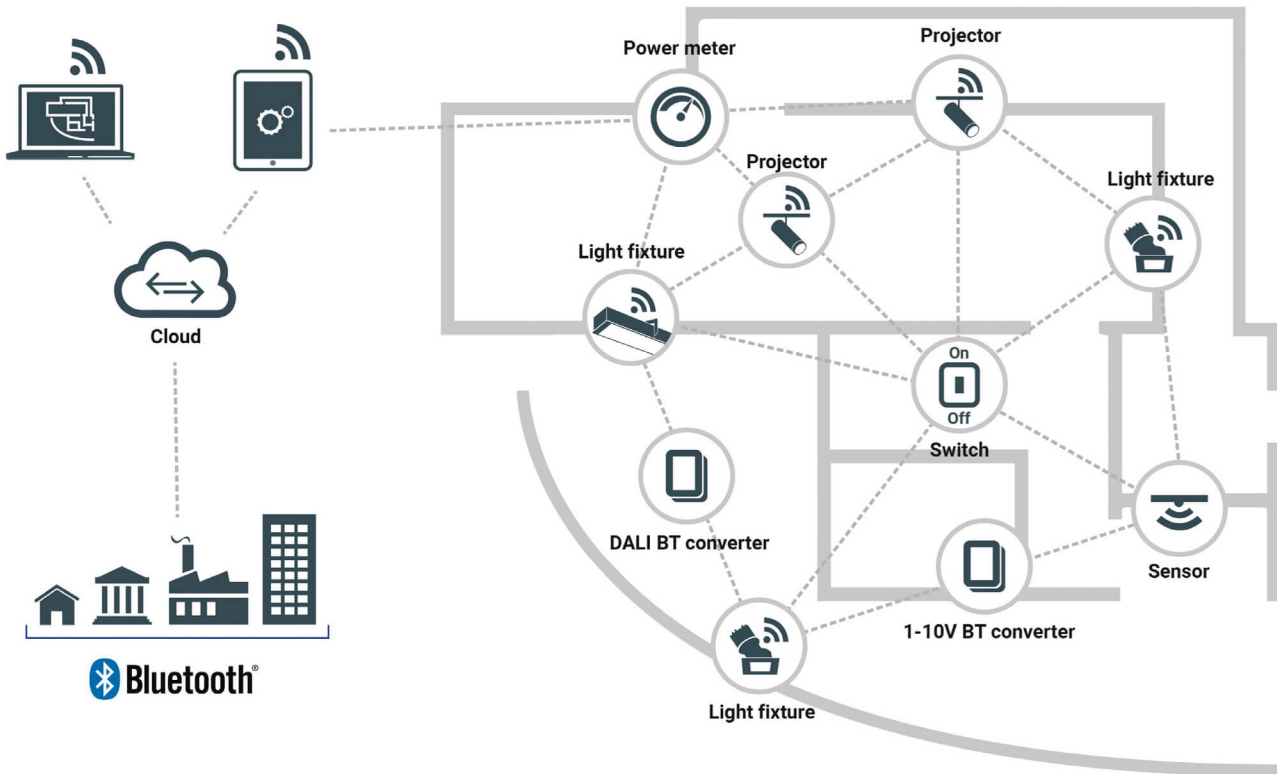 Power meter
Projector
Projector
Light fixture
Light fixture
Cloud
On
Off
Switch
DALI BT converter
Sensor
1-10V BT converter
Bluetooth®
Light fixture